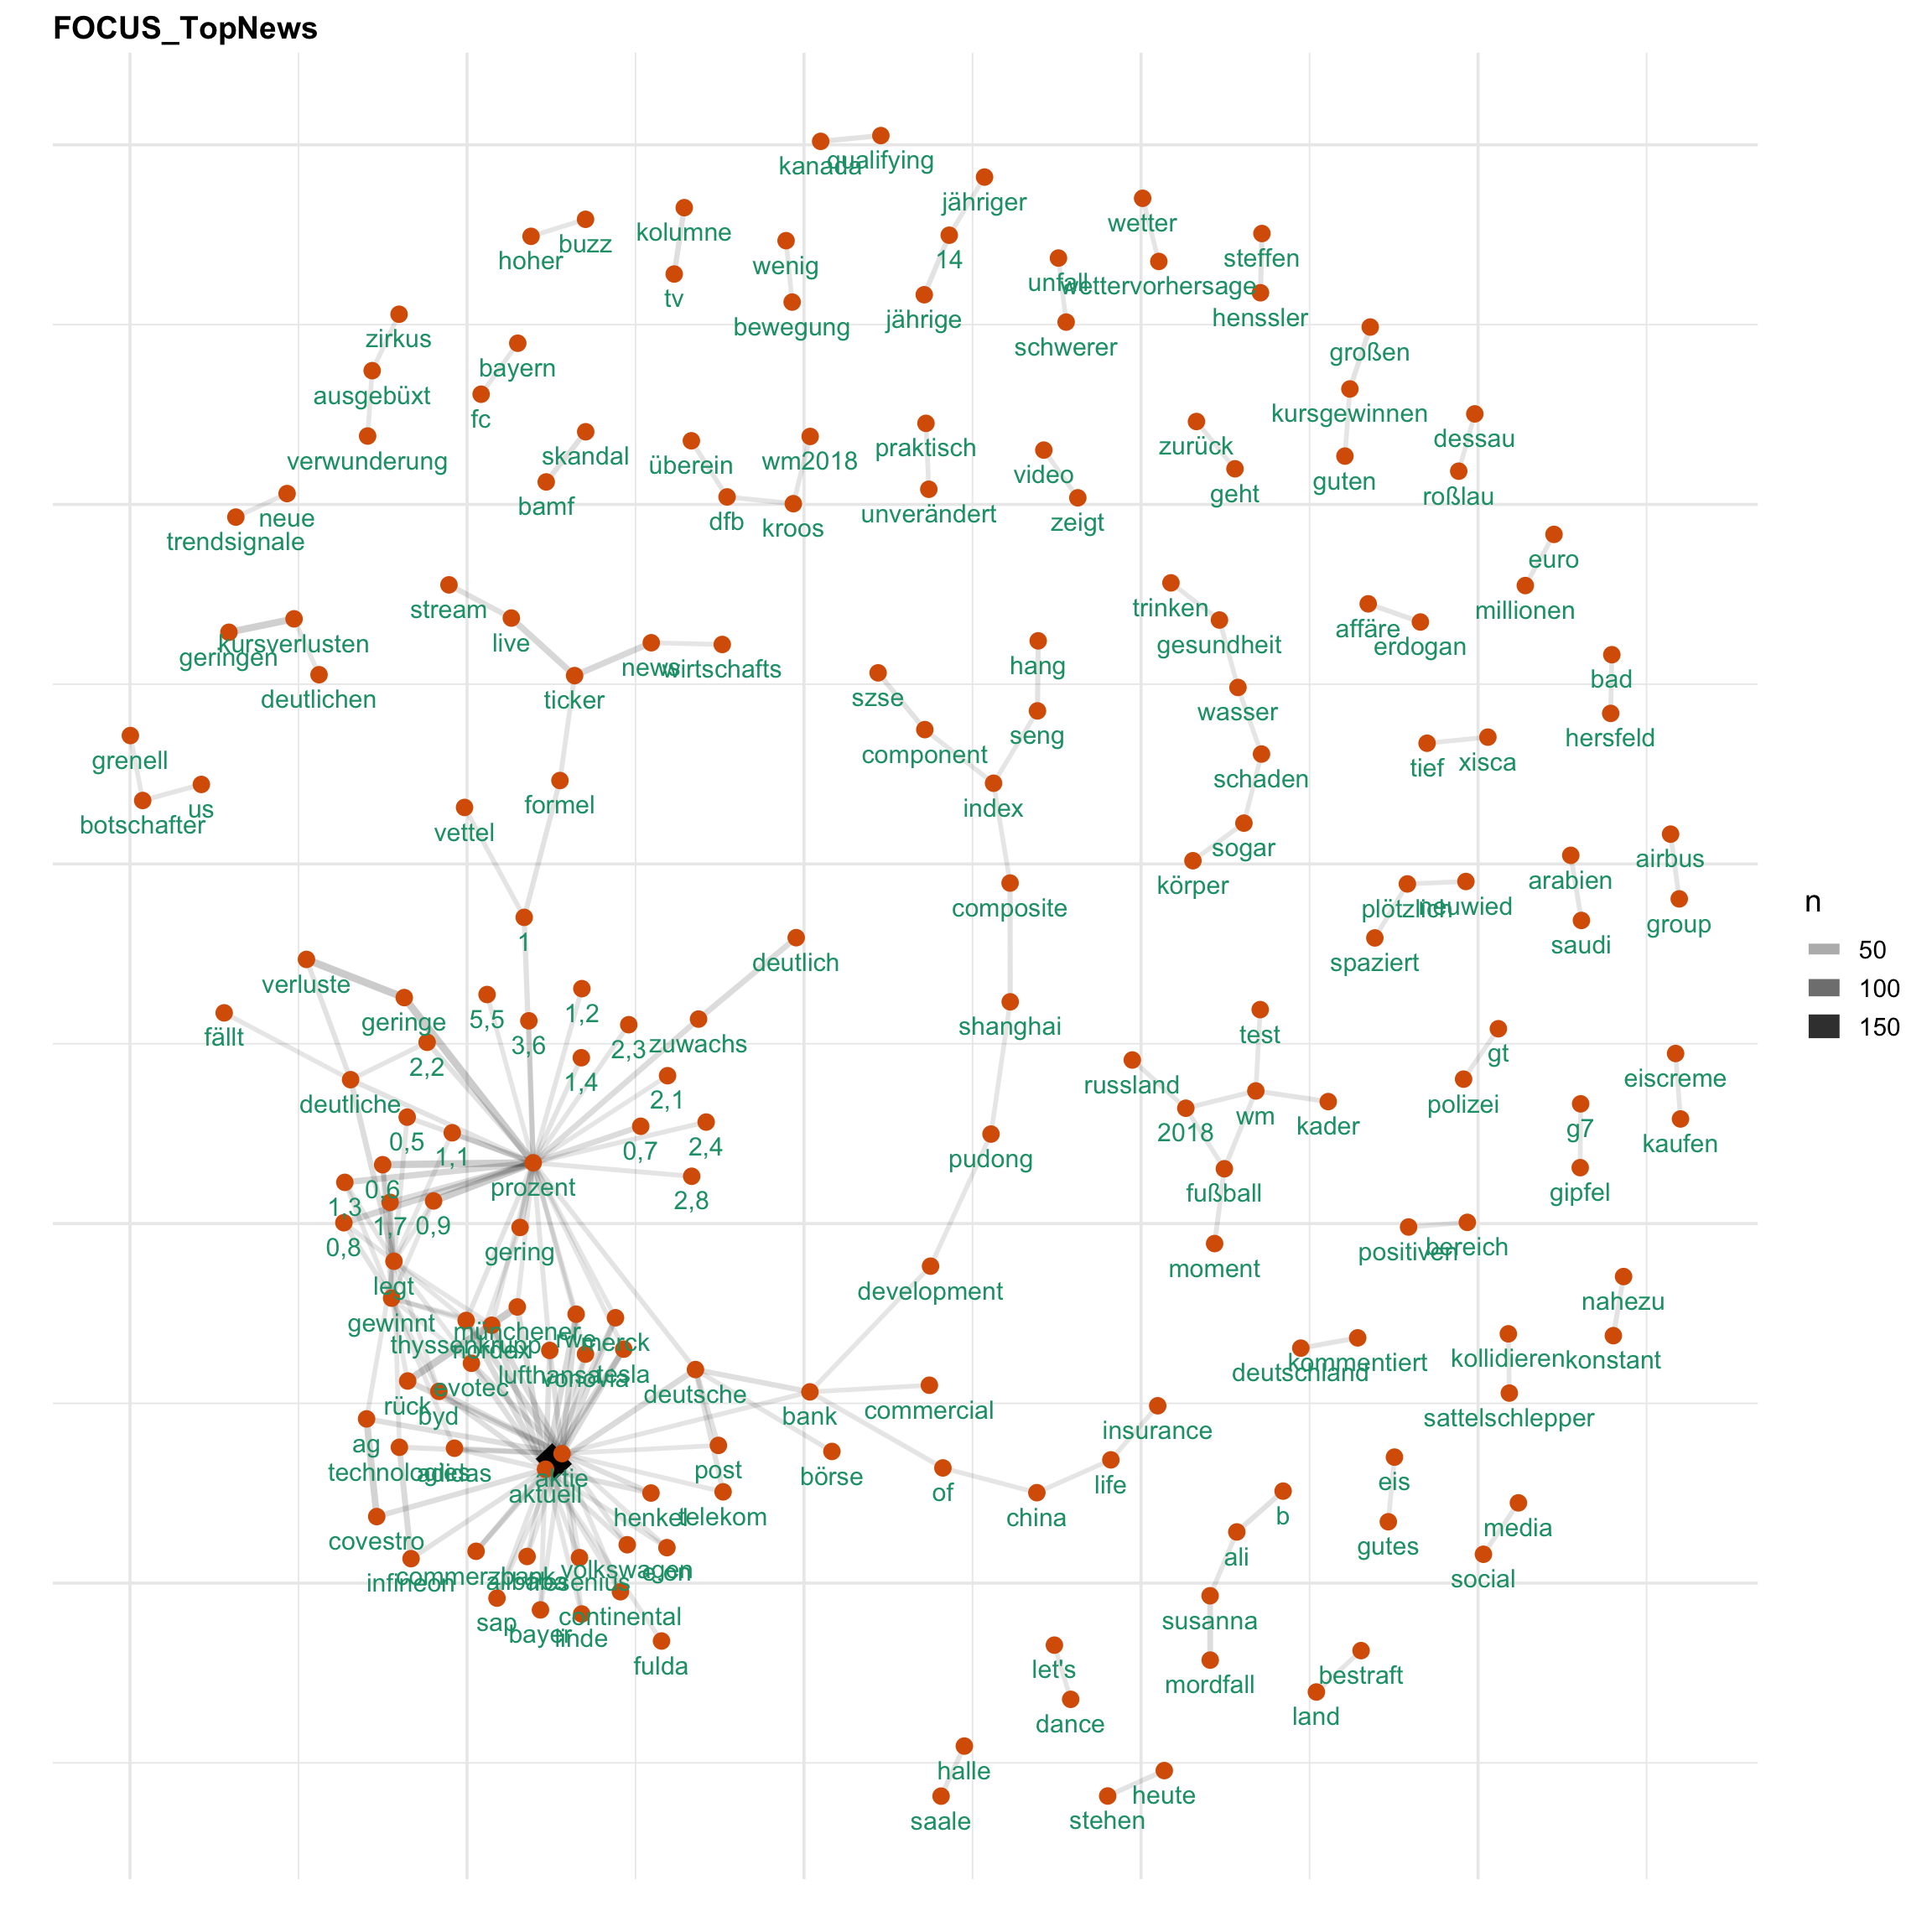 FOCUS_TopNews
kanada
qualifying
jähriger
hoher
buzz
kolumne
wenig
14
wetter
steffen
tv
bewegung
jährige
unfall
wettervorhersage
henssler
zirkus
bayern
schwerer
großen
ausgebüxt
fc
kursgewinnen
verwunderung
skandal
überein
wm2018
praktisch
video
zurück
dessau
neue
bamf
dfb
kroos
unverändert
zeigt
geht
guten
roßlau
trendsignale
euro
stream
live
trinken
millionen
kursverlusten
geringen
news
wirtschafts
hang
gesundheit
affäre
erdogan
deutlichen
ticker
szse
wasser
bad
grenell
component
seng
hersfeld
botschafter
us
vettel
formel
index
schaden
tief
xisca
sogar
körper
arabien
airbus
1
composite
plötzlich
neuwied
group
saudi
verluste
deutlich
spaziert
n
50
100
150
fällt
geringe
5,5
1,2
3,6
2,3
zuwachs
shanghai
test
gt
2,2
1,4
2,1
russland
eiscreme
deutliche
0,5
1,1
0,7
2,4
2018
wm
kader
polizei
g7
kaufen
0,6
prozent
2,8
pudong
fußball
gipfel
1,3
1,7
0,9
0,8
gering
moment
positiven
bereich
legt
gewinnt
development
nahezu
münchener
rwe
merck
thyssenkrupp
nordex
lufthansa
vonovia
tesla
evotec
deutsche
deutschland
kommentiert
kollidieren
konstant
rück
byd
bank
commercial
insurance
sattelschlepper
ag
technologies
adidas
aktie
aktuell
post
börse
of
life
eis
covestro
henkel
telekom
china
b
gutes
media
infineon
commerzbank
alibaba
fresenius
volkswagen
e.on
ali
social
sap
bayer
linde
continental
susanna
fulda
let's
mordfall
bestraft
dance
land
halle
saale
stehen
heute